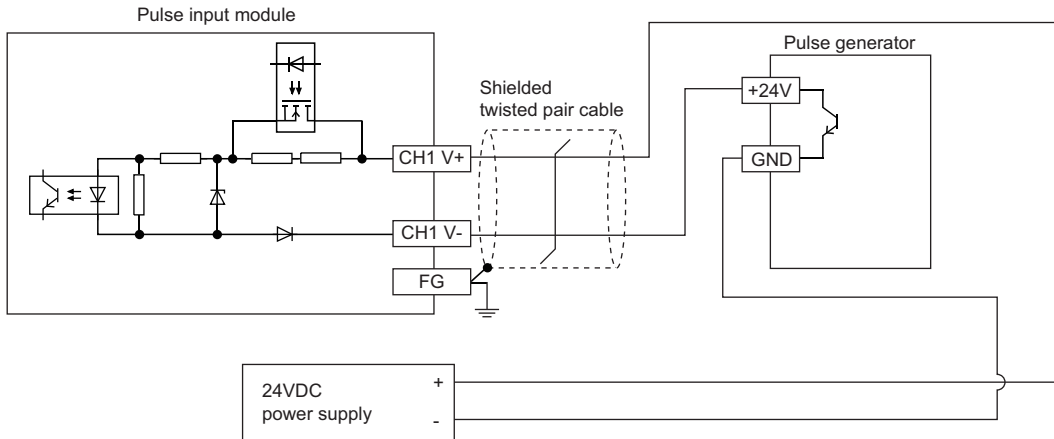 Pulse input module
Pulse generator
Shielded
twisted pair cable
+24V
CH1 V+
GND
CH1 V-
FG
24VDC
power supply
+
-